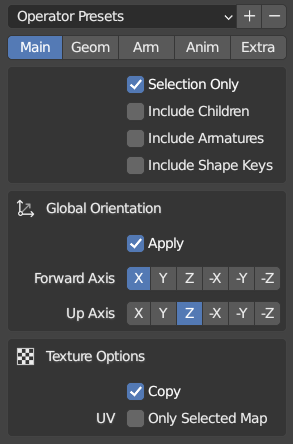 Operator Presets
Main Geom Arm Anim Extra
Selection Only
Include Children
Include Armatures
Include Shape Keys
Global Orientation
Apply
Forward Axis X Y Z -X -Y -Z
Up Axis X Y Z -X -Y -Z
Texture Options
Copy
UV Only Selected Map